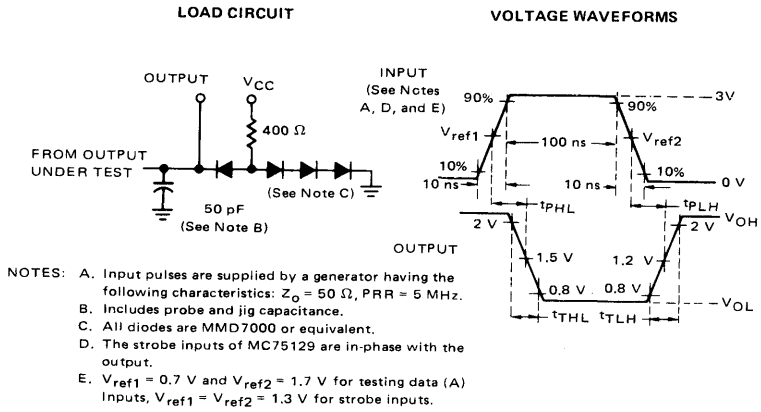 LOAD CIRCUIT
VOLTAGE WAVEFORMS
OUTPUT
VCC
400 Ω
FROM OUTPUT
UNDER TEST
(See Note C)
50 pF
(See Note B)
INPUT
(See Notes
A, D, and E)
90%
90%
3V
Vref1
100 ns
Vref2
10%
10%
10 ns
10 ns
0 V
tPHL
tPLH
OUTPUT
2 V
2 V
VOH
1.5 V
1.2 V
0.8 V
0.8 V
VOL
tTHL
tTLH
NOTES: A. Input pulses are supplied by a generator having the
following characteristics: Zo = 50 Ω, PRR = 5 MHz.
B. Includes probe and jig capacitance.
C. All diodes are MMD7000 or equivalent.
D. The strobe inputs of MC75129 are in-phase with the
output.
E. Vref1 = 0.7 V and Vref2 = 1.7 V for testing data (A)
Inputs, Vref1 = Vref2 = 1.3 V for strobe inputs.